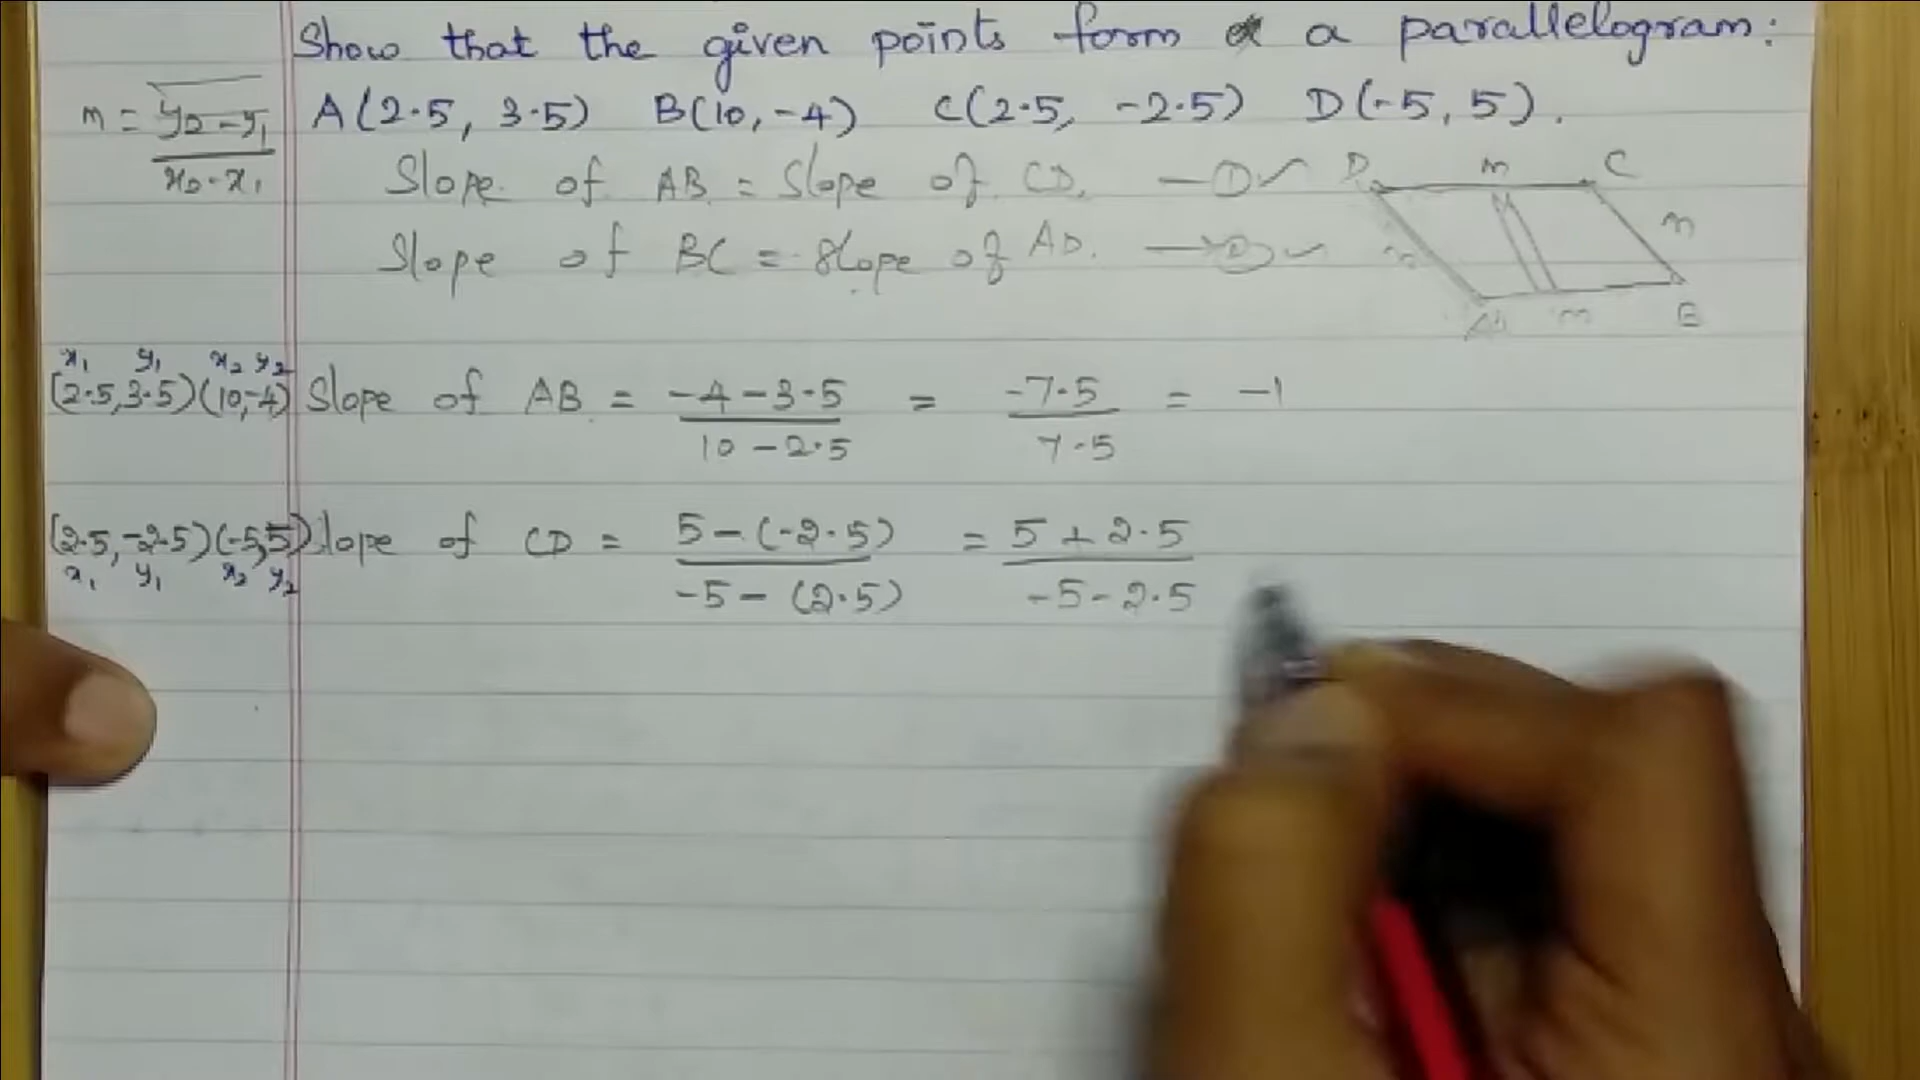 Show that the given points form a parallelogram:
m = y₂-y₁ / x₂-x₁
A(2.5, 3.5) B(10,-4) C(2.5, -2.5) D(-5, 5).
Slope of AB = Slope of CD. — ① ✓
Slope of BC = Slope of AD. → ② ✓
D m C
n n
A m B
x₁ y₁ x₂ y₂
(2.5,3.5)(10,-4) Slope of AB = -4-3.5 / 10-2.5 = -7.5 / 7.5 = -1
(2.5,-2.5)(-5,5) Slope of CD = 5-(-2.5) / -5-(2.5) = 5+2.5 / -5-2.5
x₁ y₁ x₂ y₂